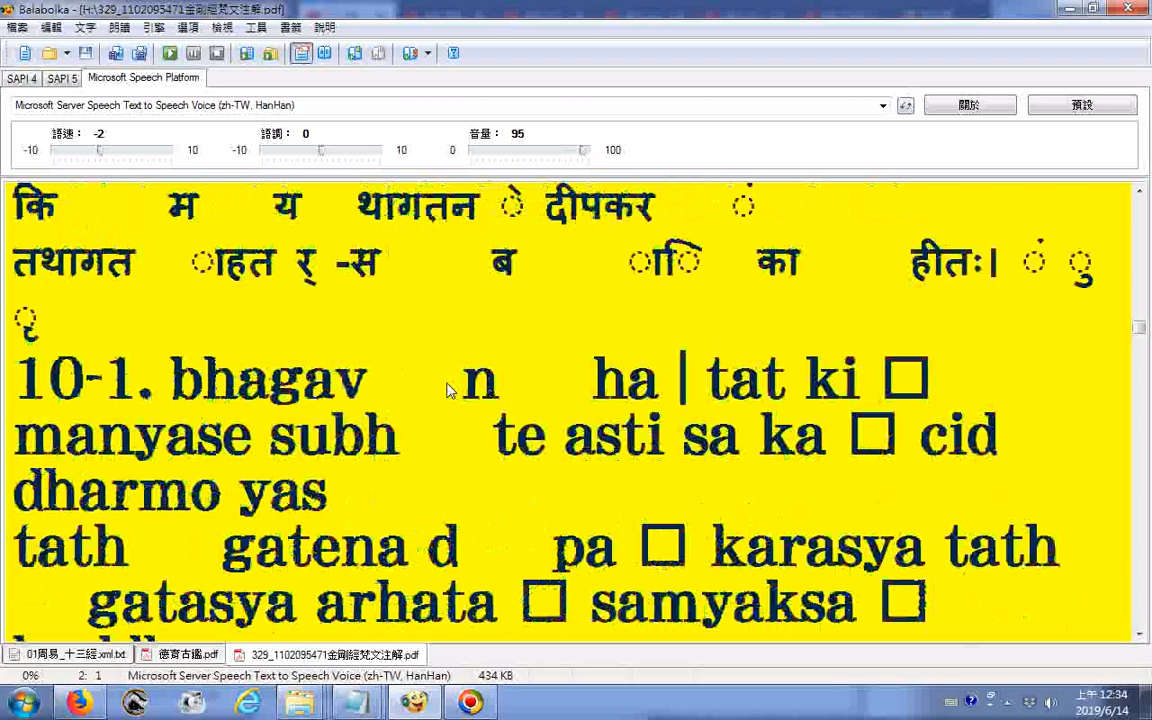 Balabolka - [H:\329_1102095471金剛經梵文注解.pdf]
檔案 編輯 文字 朗讀 引擎 選項 檢視 工具 書籤 說明
SAPI 4 SAPI 5 Microsoft Speech Platform
Microsoft Server Speech Text to Speech Voice (zh-TW, HanHan) 關於 預設
語速： -2 語調： 0 音量： 95
-10 10 -10 10 0 100
कि म य थागतन े दीपकर ं
तथागत ाहत र् -स ब ाि का हीतः। ं ु
ृ
10-1. bhagav n ha | tat ki □
manyase subh te asti sa ka □ cid
dharmo yas
tath gatena d pa □ karasya tath
gatasya arhata □ samyaksa □
01周易_十三經.xml.txt 德育古鑑.pdf 329_1102095471金剛經梵文注解.pdf
0% 2: 1 Microsoft Server Speech Text to Speech Voice (zh-TW, HanHan) 434 KB
上午 12:34
2019/6/14